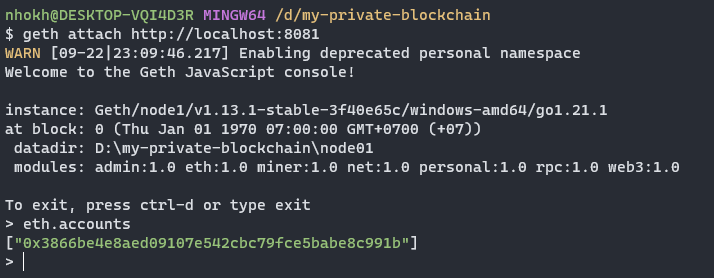 nhokh@DESKTOP-VQI4D3R MINGW64 /d/my-private-blockchain
$ geth attach http://localhost:8081
WARN [09-22|23:09:46.217] Enabling deprecated personal namespace
Welcome to the Geth JavaScript console!
instance: Geth/node1/v1.13.1-stable-3f40e65c/windows-amd64/go1.21.1
at block: 0 (Thu Jan 01 1970 07:00:00 GMT+0700 (+07))
datadir: D:\my-private-blockchain\node01
modules: admin:1.0 eth:1.0 miner:1.0 net:1.0 personal:1.0 rpc:1.0 web3:1.0
To exit, press ctrl-d or type exit
> eth.accounts
["0x3866be4e8aed09107e542cbc79fce5babe8c991b"]
>